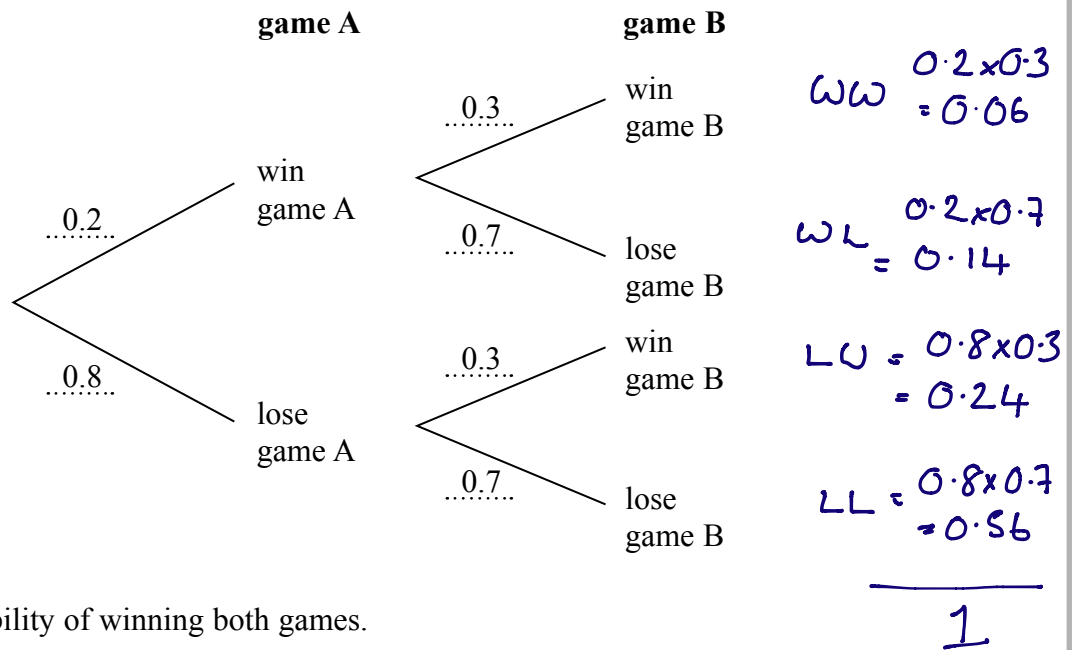 game A
game B
0.2
0.8
win
game A
lose
game A
0.3
0.7
0.3
0.7
win
game B
lose
game B
win
game B
lose
game B
WW 0.2x0.3
= 0.06
WL 0.2x0.7
= 0.14
LW = 0.8x0.3
= 0.24
LL = 0.8x0.7
= 0.56
1
bility of winning both games.